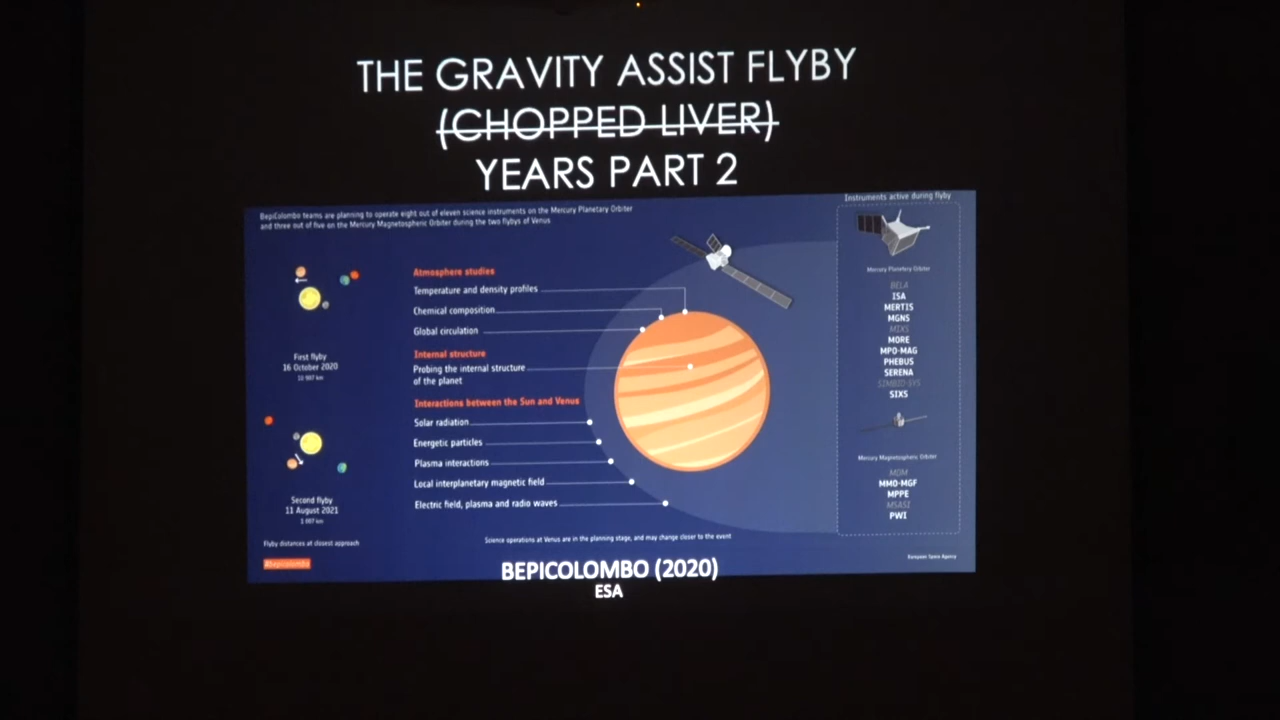 THE GRAVITY ASSIST FLYBY
(CHOPPED LIVER)
YEARS PART 2
BepiColombo teams are planning to operate eight out of eleven science instruments on the Mercury Planetary Orbiter
and three out of five on the Mercury Magnetospheric Orbiter during the two flybys of Venus
First flyby
16 October 2020
Second flyby
11 August 2021
Flyby distances at closest approach
#bepicolombo
Atmosphere studies
Temperature and density profiles
Chemical composition
Global circulation
Internal structure
Probing the internal structure
of the planet
Interactions between the Sun and Venus
Solar radiation
Energetic particles
Plasma interactions
Local interplanetary magnetic field
Electric field, plasma and radio waves
Science operations at Venus are in the planning stage, and may change closer to the event
Instruments active during flyby
Mercury Planetary Orbiter
BELA
ISA
MERTIS
MGNS
MIXS
MORE
MPO-MAG
PHEBUS
SERENA
SIMBIO-SYS
SIXS
Mercury Magnetospheric Orbiter
MDM
MMO-MGF
MPPE
MSASI
PWI
European Space Agency
BEPICOLOMBO (2020)
ESA